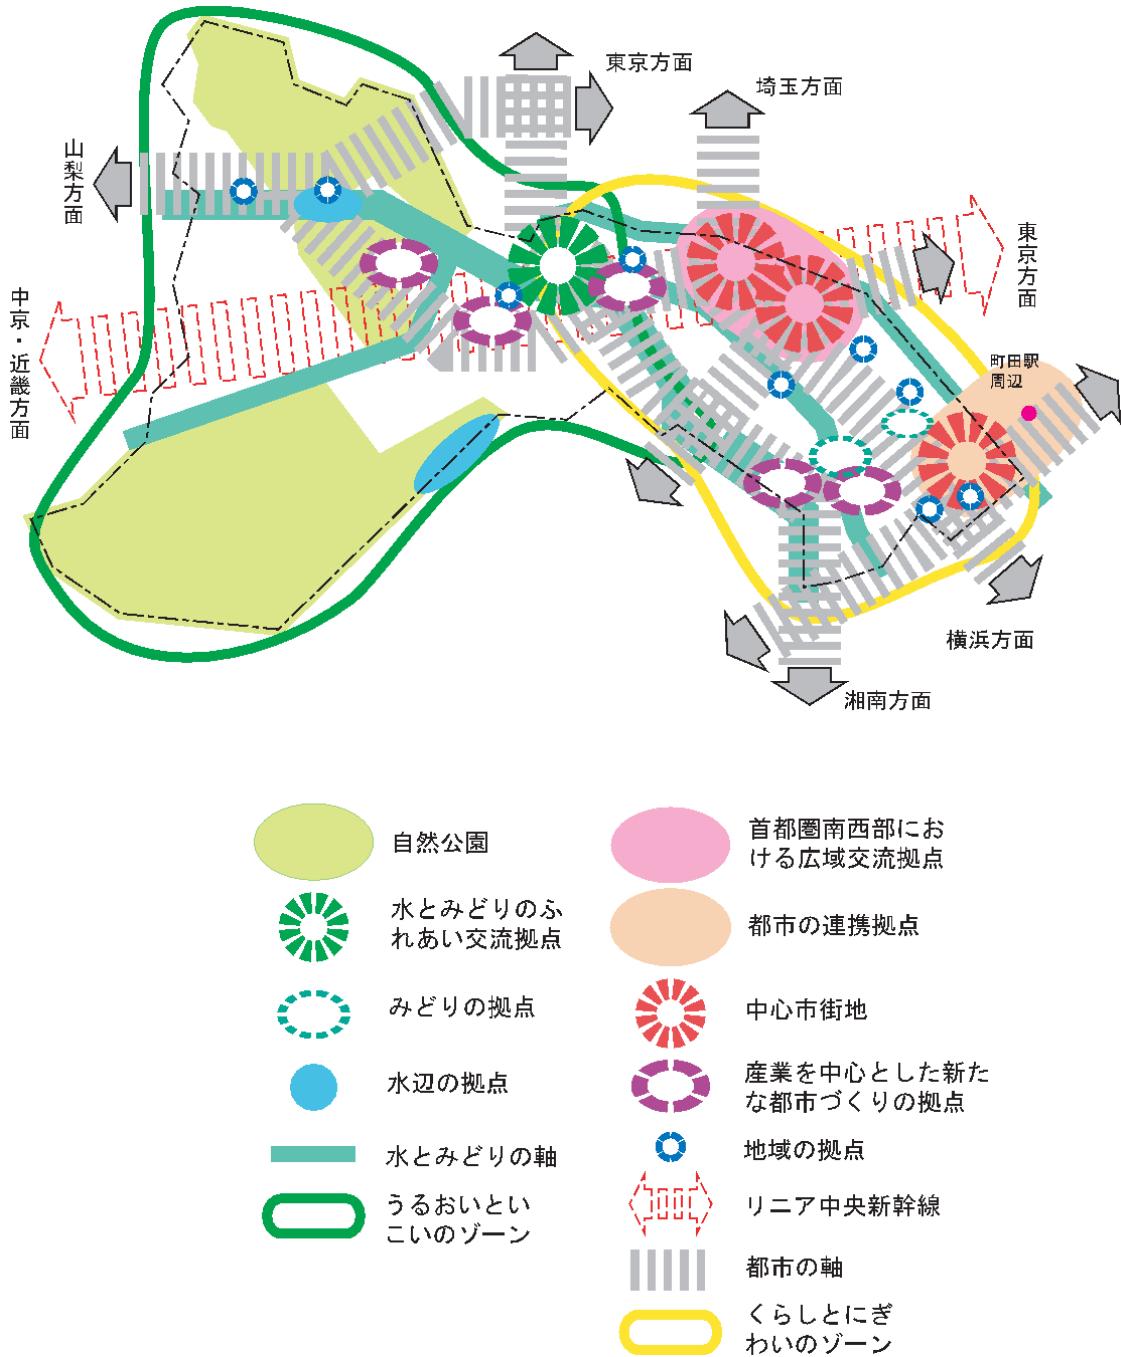 東京方面
埼玉方面
山梨方面
東京方面
中京・近畿方面
町田駅
周辺
横浜方面
湘南方面
自然公園
水とみどりのふ
れあい交流拠点
みどりの拠点
水辺の拠点
水とみどりの軸
うるおいとい
こいのゾーン
首都圏南西部にお
ける広域交流拠点
都市の連携拠点
中心市街地
産業を中心とした新た
な都市づくりの拠点
地域の拠点
リニア中央新幹線
都市の軸
くらしとにぎ
わいのゾーン